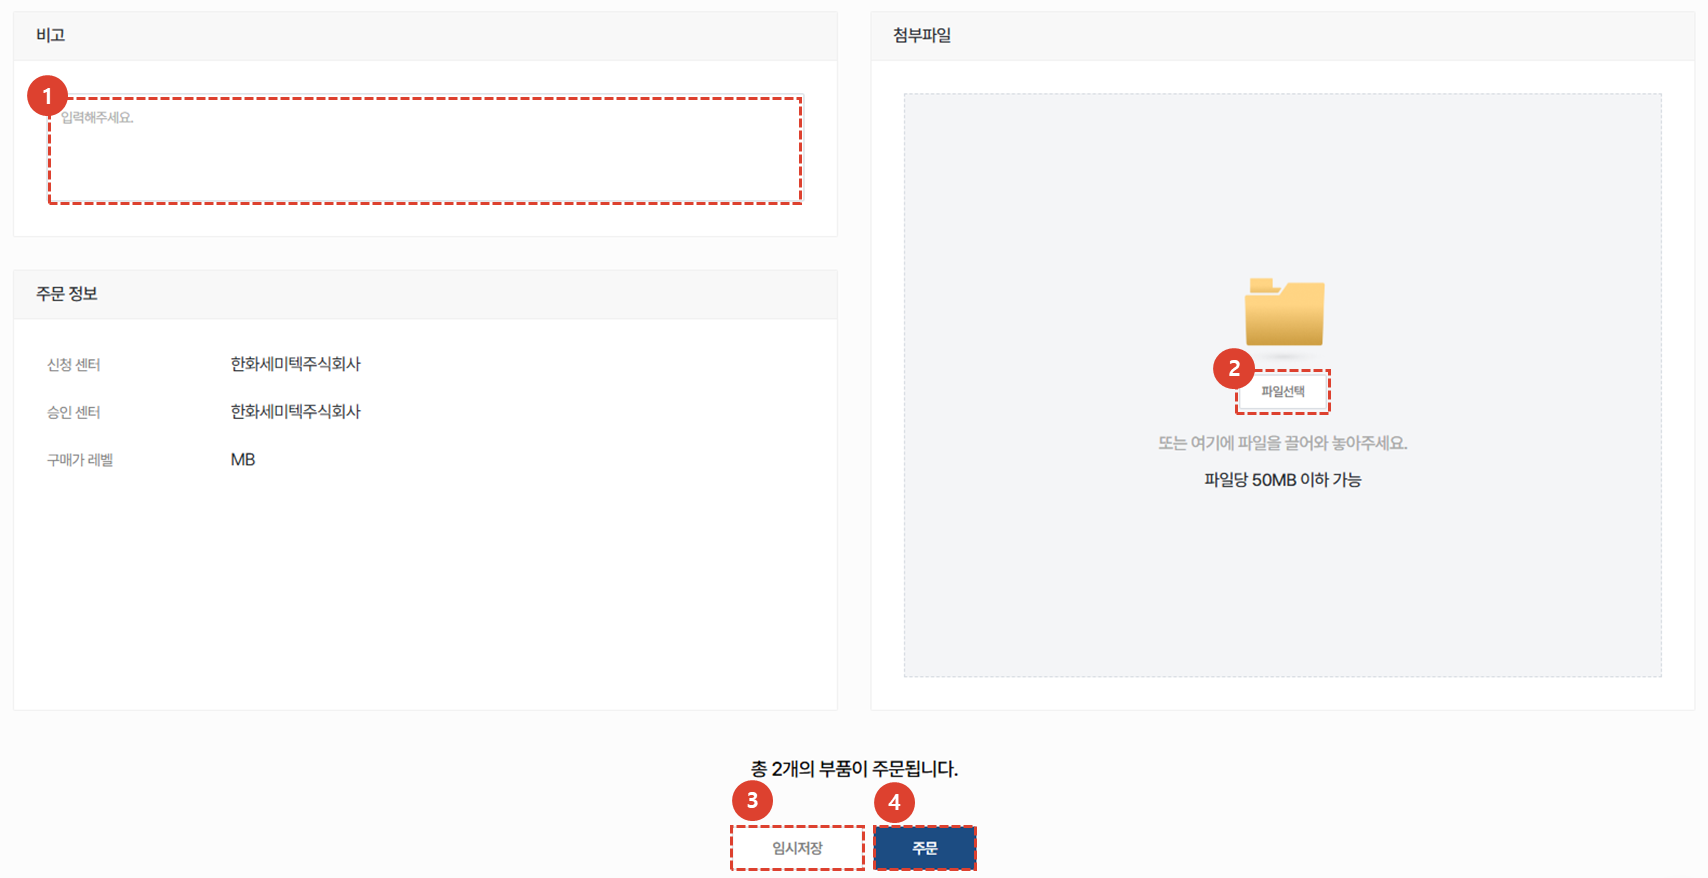 비고
1
입력해주세요.
주문 정보
신청 센터 한화세미텍주식회사
승인 센터 한화세미텍주식회사
구매가 레벨 MB
첨부파일
2
파일선택
또는 여기에 파일을 끌어와 놓아주세요.
파일당 50MB 이하 가능
총 2개의 부품이 주문됩니다.
3 4
임시저장 주문